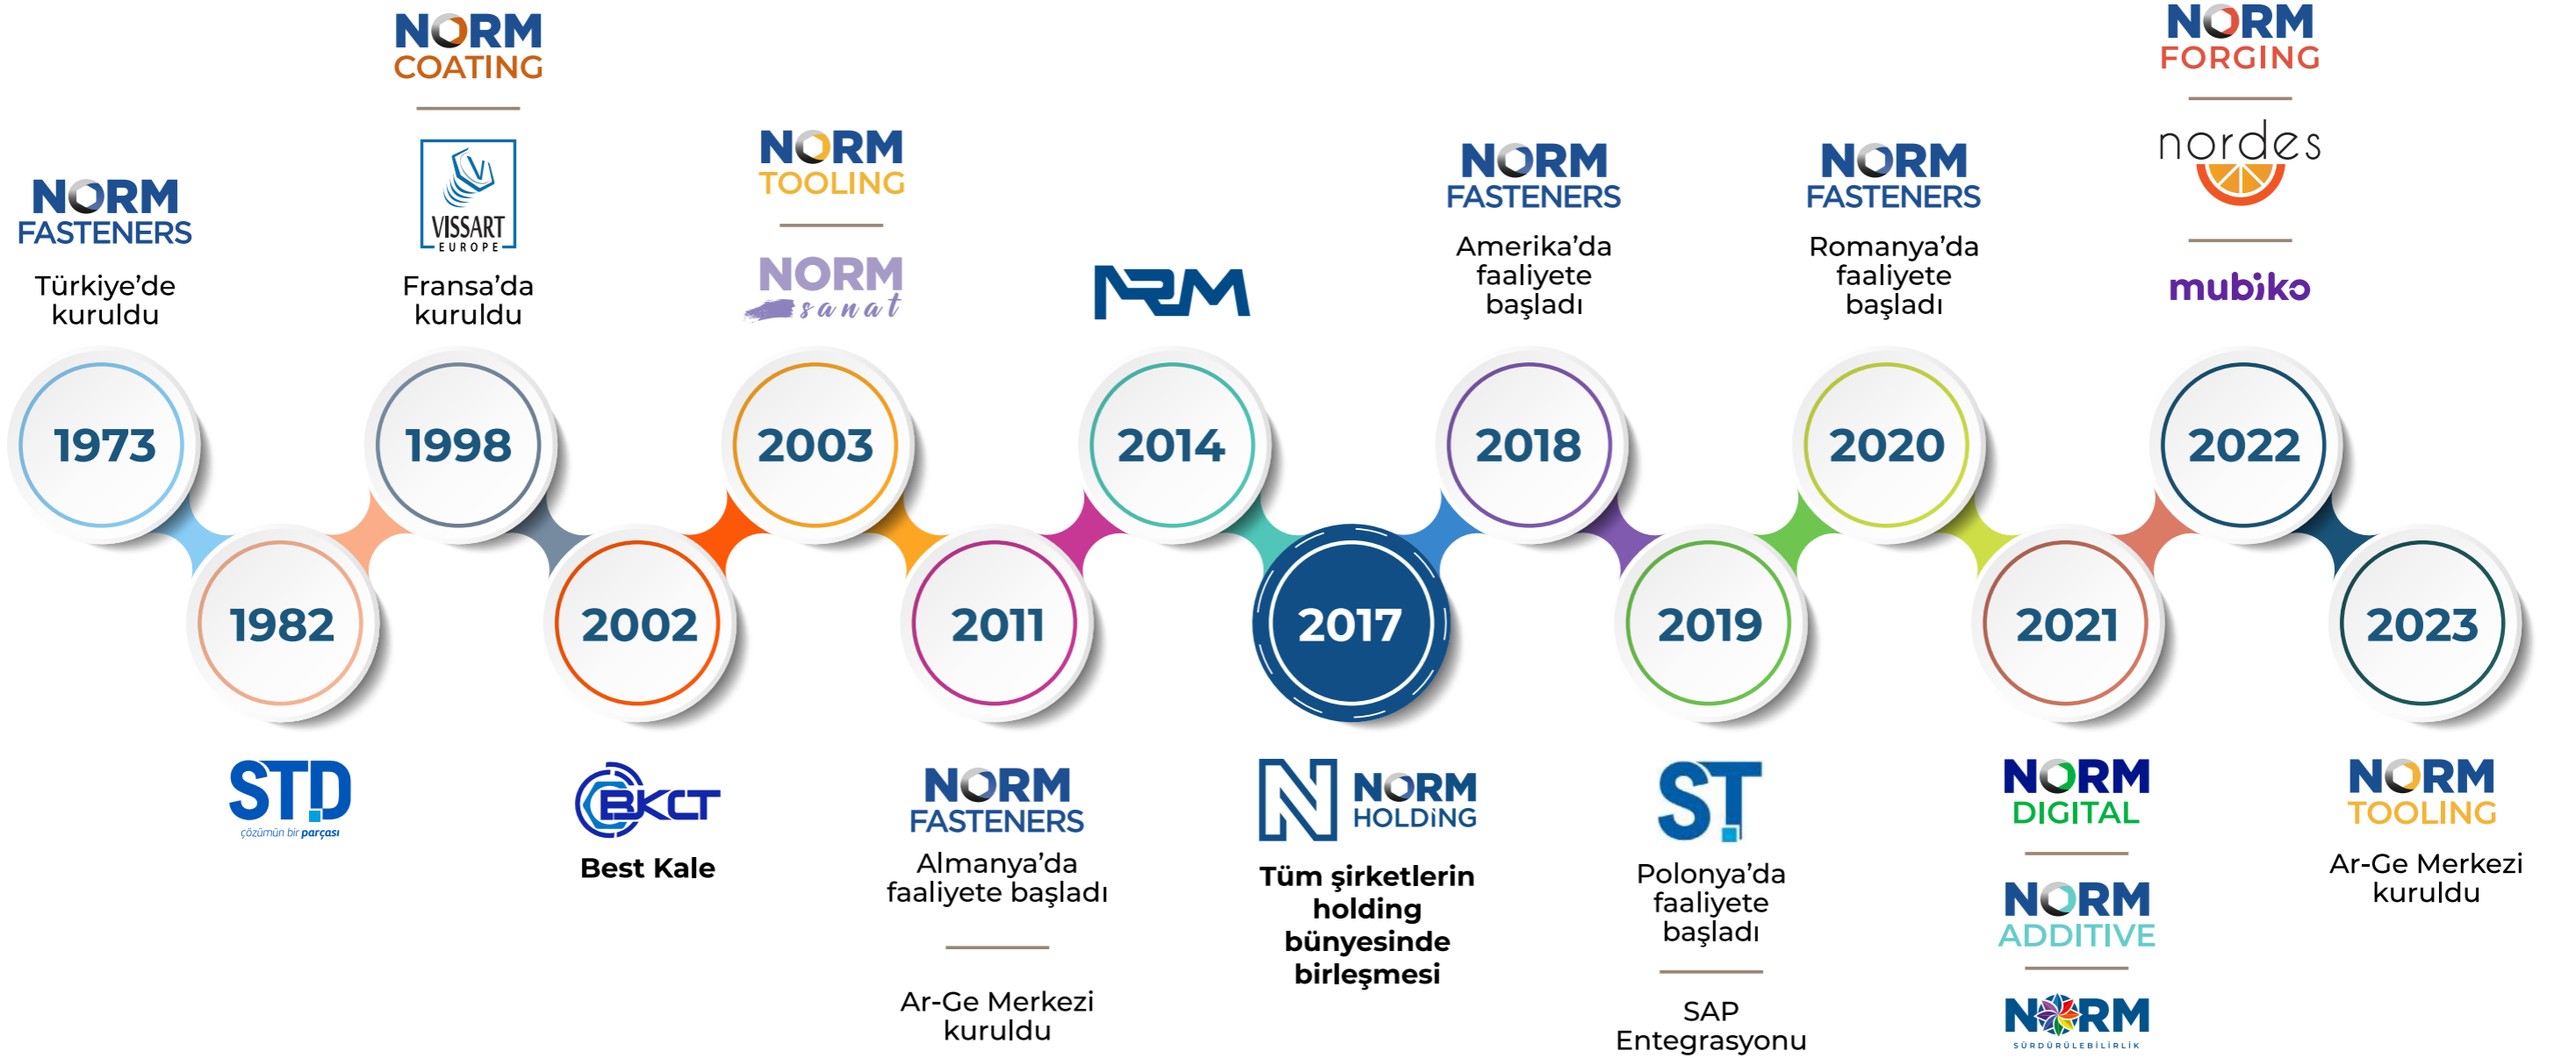 NORM
FASTENERS
Türkiye’de
kuruldu
1973
1982
STD
çözümün bir parçası
NORM
COATING
VISSART
EUROPE
Fransa’da
kuruldu
1998
2002
BKCT
Best Kale
NORM
TOOLING
NORM
sanat
2003
2011
NORM
FASTENERS
Almanya’da
faaliyete başladı
Ar-Ge Merkezi
kuruldu
NRM
2014
2017
N NORM
HOLDiNG
Tüm şirketlerin
holding
bünyesinde
birleşmesi
NORM
FASTENERS
Amerika’da
faaliyete
başladı
2018
2019
ST
Polonya’da
faaliyete
başladı
SAP
Entegrasyonu
NORM
FASTENERS
Romanya’da
faaliyete
başladı
2020
2021
NORM
DIGITAL
NORM
ADDITIVE
NORM
SÜRDÜRÜLEBİLİRLİK
NORM
FORGİNG
nordes
mubiko
2022
2023
NORM
TOOLING
Ar-Ge Merkezi
kuruldu